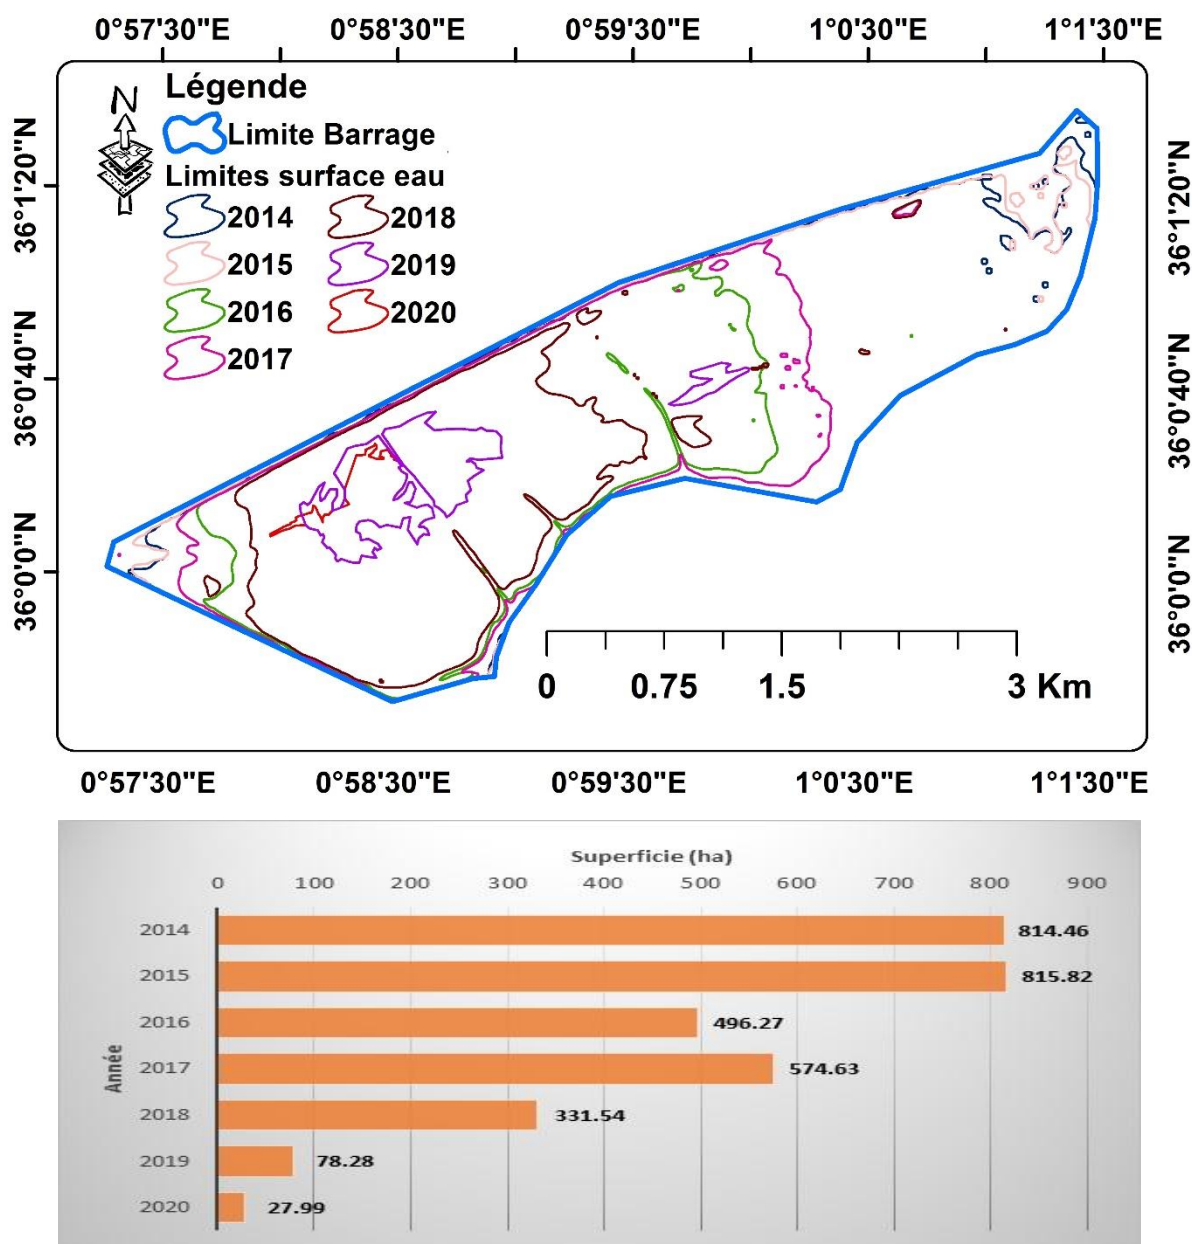 0°57'30"E 0°58'30"E 0°59'30"E 1°0'30"E 1°1'30"E
N
Légende
Limite Barrage
Limites surface eau
2014 2018
2015 2019
2016 2020
2017
36°1'20"N 36°1'20"N
36°0'40"N 36°0'40"N
36°0'0"N 36°0'0"N
0 0.75 1.5 3 Km
0°57'30"E 0°58'30"E 0°59'30"E 1°0'30"E 1°1'30"E
Superficie (ha)
0 100 200 300 400 500 600 700 800 900
Année
2014 814.46
2015 815.82
2016 496.27
2017 574.63
2018 331.54
2019 78.28
2020 27.99